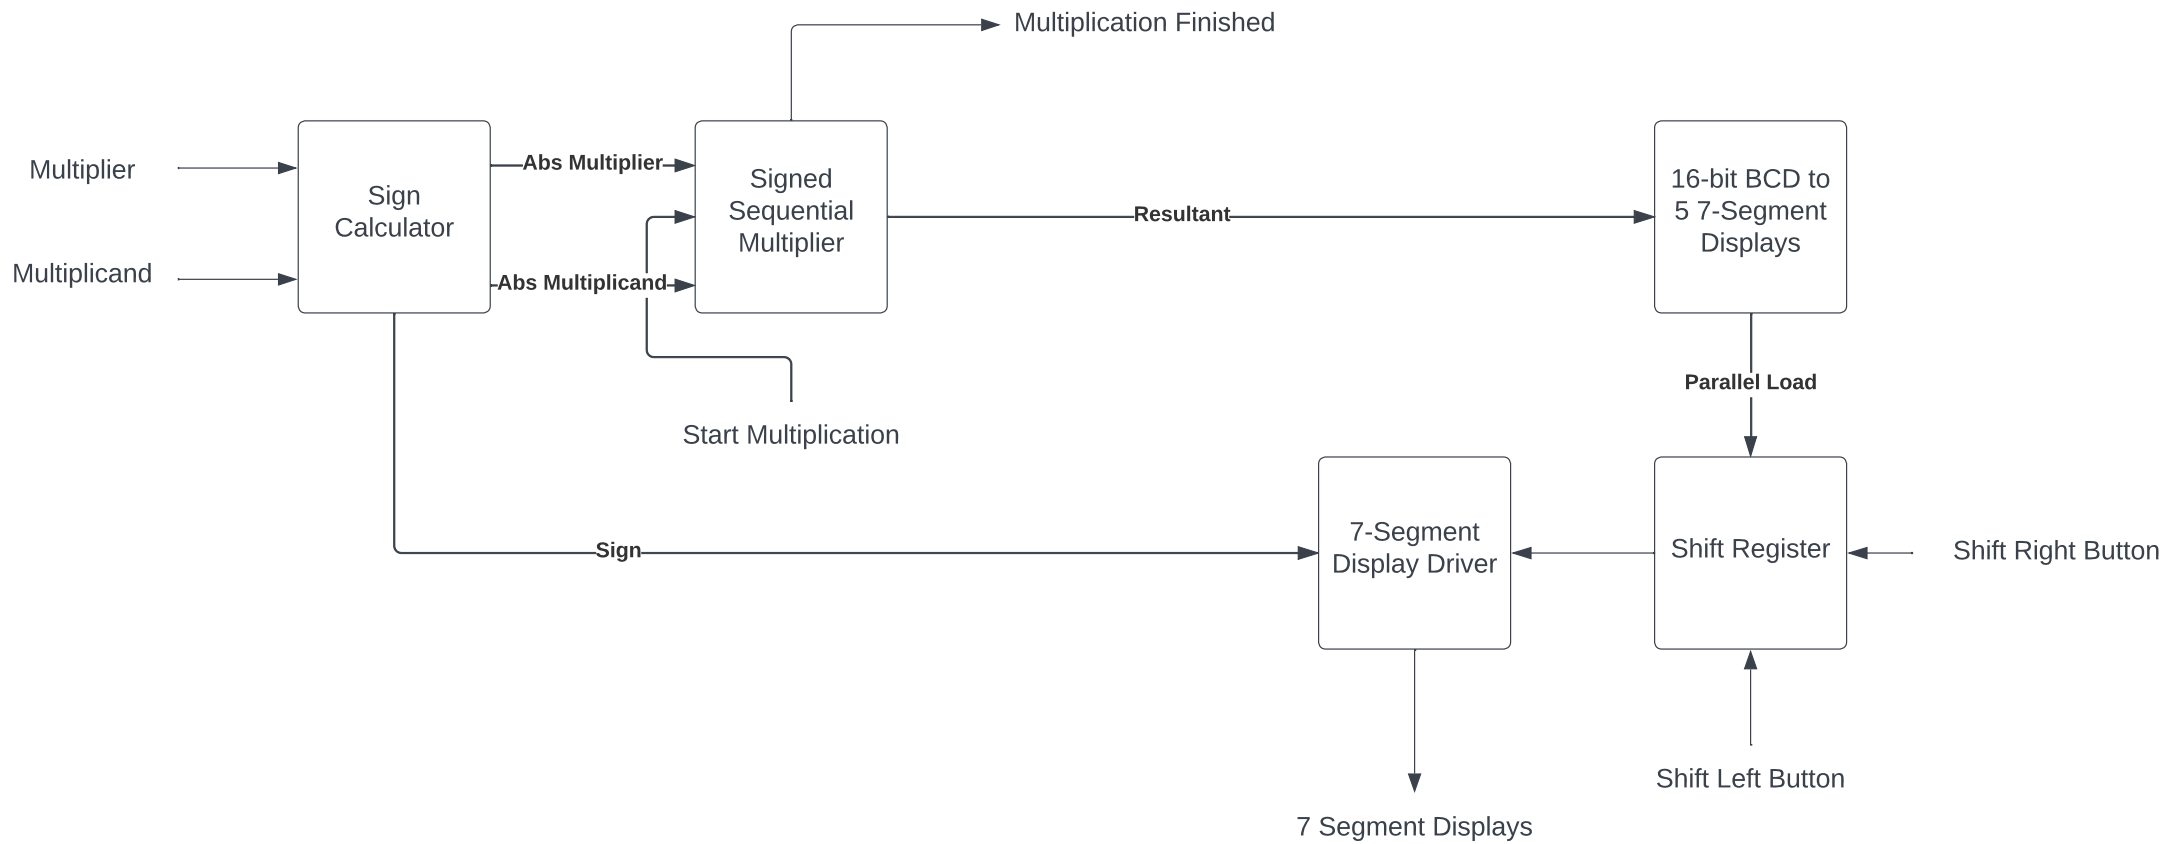 Multiplication Finished
Multiplier
Multiplicand
Sign
Calculator
Abs Multiplier
Abs Multiplicand
Signed
Sequential
Multiplier
Resultant
16-bit BCD to
5 7-Segment
Displays
Parallel Load
Start Multiplication
Sign
7-Segment
Display Driver
Shift Register
Shift Right Button
Shift Left Button
7 Segment Displays